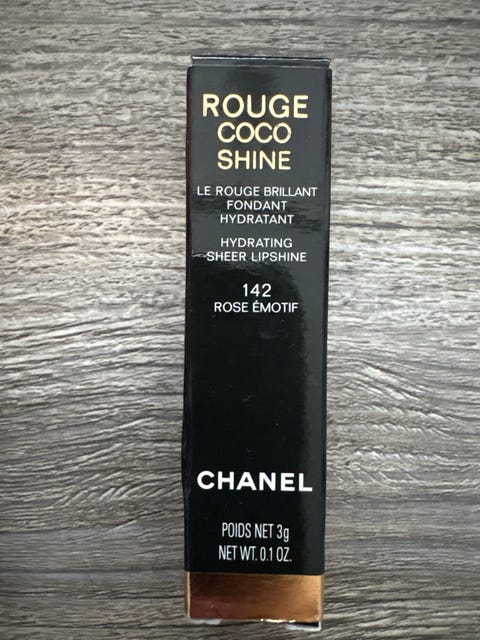 ROUGE
COCO
SHINE
LE ROUGE BRILLANT
FONDANT
HYDRATANT
HYDRATING
SHEER LIPSHINE
142
ROSE ÉMOTIF
CHANEL
POIDS NET 3g
NET WT. 0.1 OZ.